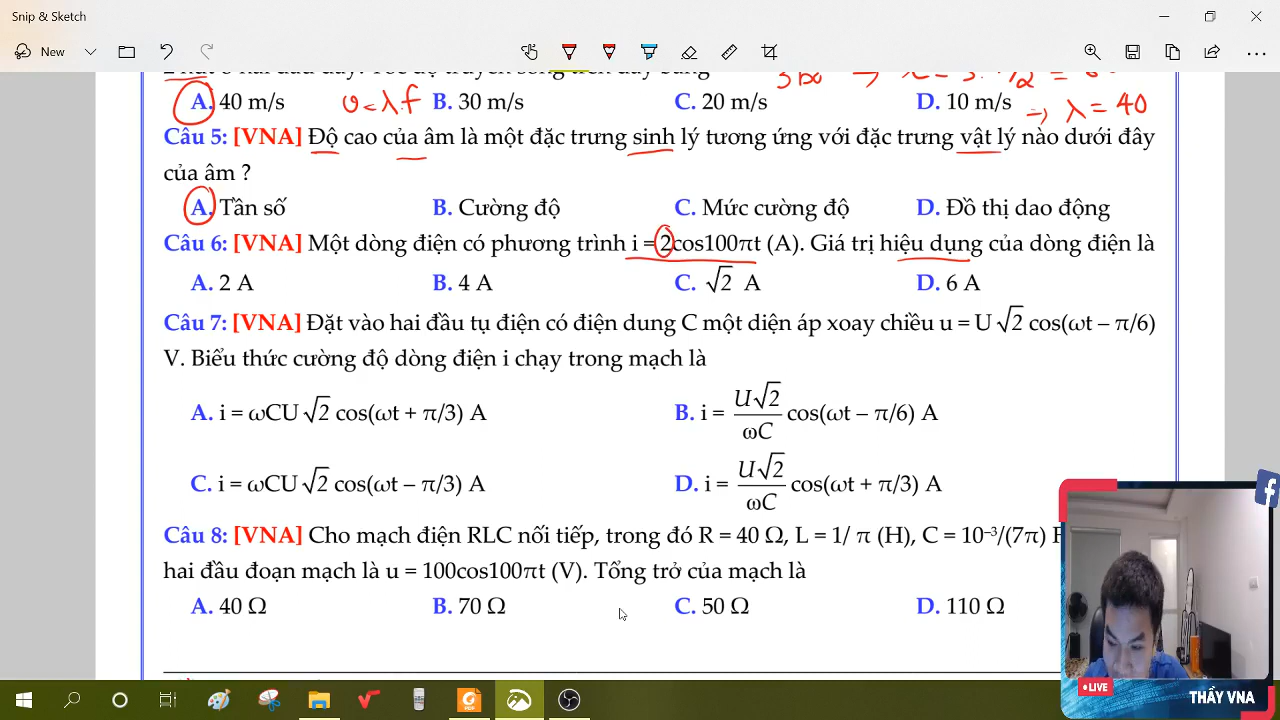 Snip & Sketch
New
A. 40 m/s
v = λ.f
B. 30 m/s
C. 20 m/s
D. 10 m/s
→ λ = 40
Câu 5: [VNA] Độ cao của âm là một đặc trưng sinh lý tương ứng với đặc trưng vật lý nào dưới đây
của âm ?
A. Tần số
B. Cường độ
C. Mức cường độ
D. Đồ thị dao động
Câu 6: [VNA] Một dòng điện có phương trình i = 2cos100πt (A). Giá trị hiệu dụng của dòng điện là
A. 2 A
B. 4 A
C. √2 A
D. 6 A
Câu 7: [VNA] Đặt vào hai đầu tụ điện có điện dung C một diện áp xoay chiều u = U√2 cos(ωt – π/6)
V. Biểu thức cường độ dòng điện i chạy trong mạch là
A. i = ωCU√2 cos(ωt + π/3) A
B. i = U√2/ωC cos(ωt – π/6) A
C. i = ωCU√2 cos(ωt – π/3) A
D. i = U√2/ωC cos(ωt + π/3) A
Câu 8: [VNA] Cho mạch điện RLC nối tiếp, trong đó R = 40 Ω, L = 1/ π (H), C = 10⁻³/(7π)
hai đầu đoạn mạch là u = 100cos100πt (V). Tổng trở của mạch là
A. 40 Ω
B. 70 Ω
C. 50 Ω
D. 110 Ω
LIVE
THẦY VNA